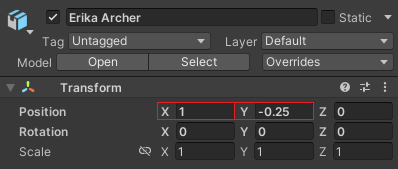 Erika Archer Static
Tag Untagged Layer Default
Model Open Select Overrides
Transform
Position X 1 Y -0.25 Z 0
Rotation X 0 Y 0 Z 0
Scale X 1 Y 1 Z 1